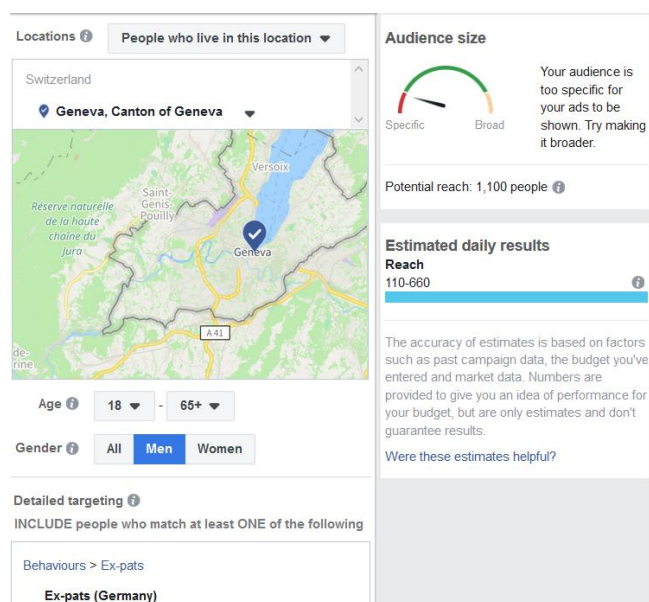 Locations
People who live in this location
Switzerland
Geneva, Canton of Geneva
Versoix
Saint-
Genis-
Pouilly
Réserve naturelle
de la haute
chaîne du
Jura
Geneva
A 41
de-
rine
Age
18
-
65+
Gender
All
Men
Women
Detailed targeting
INCLUDE people who match at least ONE of the following
Behaviours > Ex-pats
Ex-pats (Germany)
Audience size
Specific
Broad
Your audience is
too specific for
your ads to be
shown. Try making
it broader.
Potential reach: 1,100 people
Estimated daily results
Reach
110-660
The accuracy of estimates is based on factors
such as past campaign data, the budget you've
entered and market data. Numbers are
provided to give you an idea of performance for
your budget, but are only estimates and don't
guarantee results.
Were these estimates helpful?